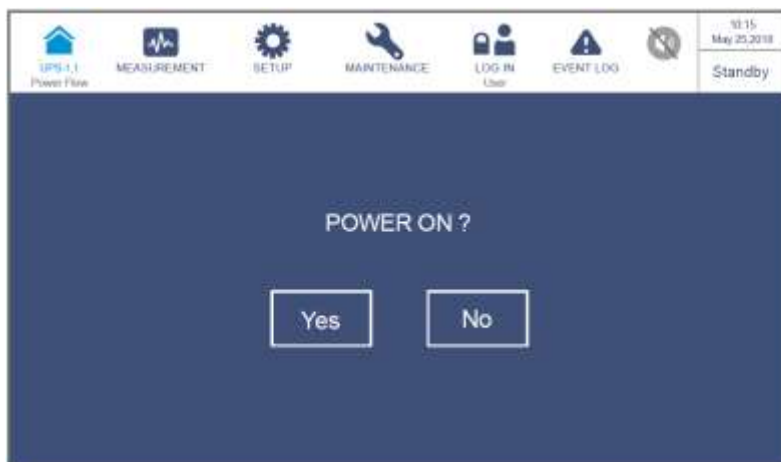 UPS-1,1
Power Flow
MEASUREMENT
SETUP
MAINTENANCE
LOG IN
User
EVENT LOG
10:15
May 25,2018
Standby
POWER ON ?
Yes
No